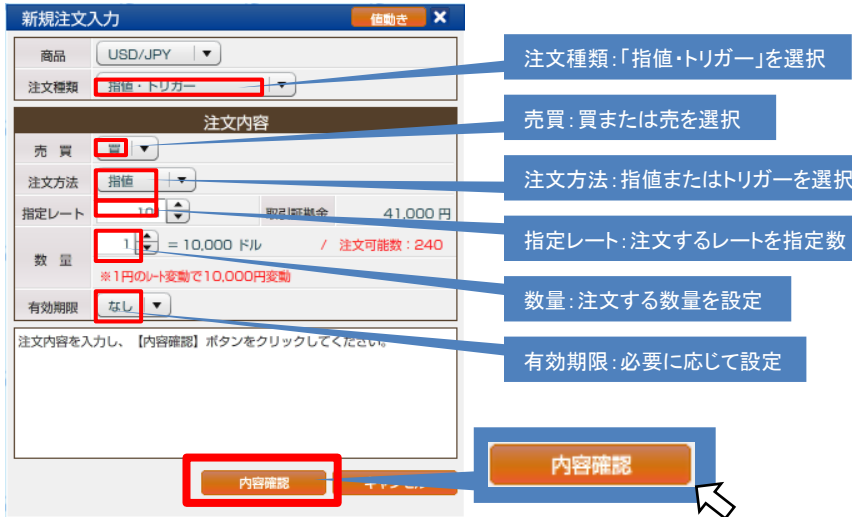 新規注文入力 値動き ×
商品 USD/JPY
注文種類 指値・トリガー
注文種類：「指値・トリガー」を選択
注文内容
売買：買または売を選択
売 買 買
注文方法 指値
注文方法：指値またはトリガーを選択
指定レート 10 取引証拠金 41,000 円
指定レート：注文するレートを指定数
数 量 1 = 10,000 ドル / 注文可能数：240
※1円のレート変動で10,000円変動
数量：注文する数量を設定
有効期限 なし
有効期限：必要に応じて設定
注文内容を入力し、【内容確認】ボタンをクリックしてください。
内容確認
内容確認